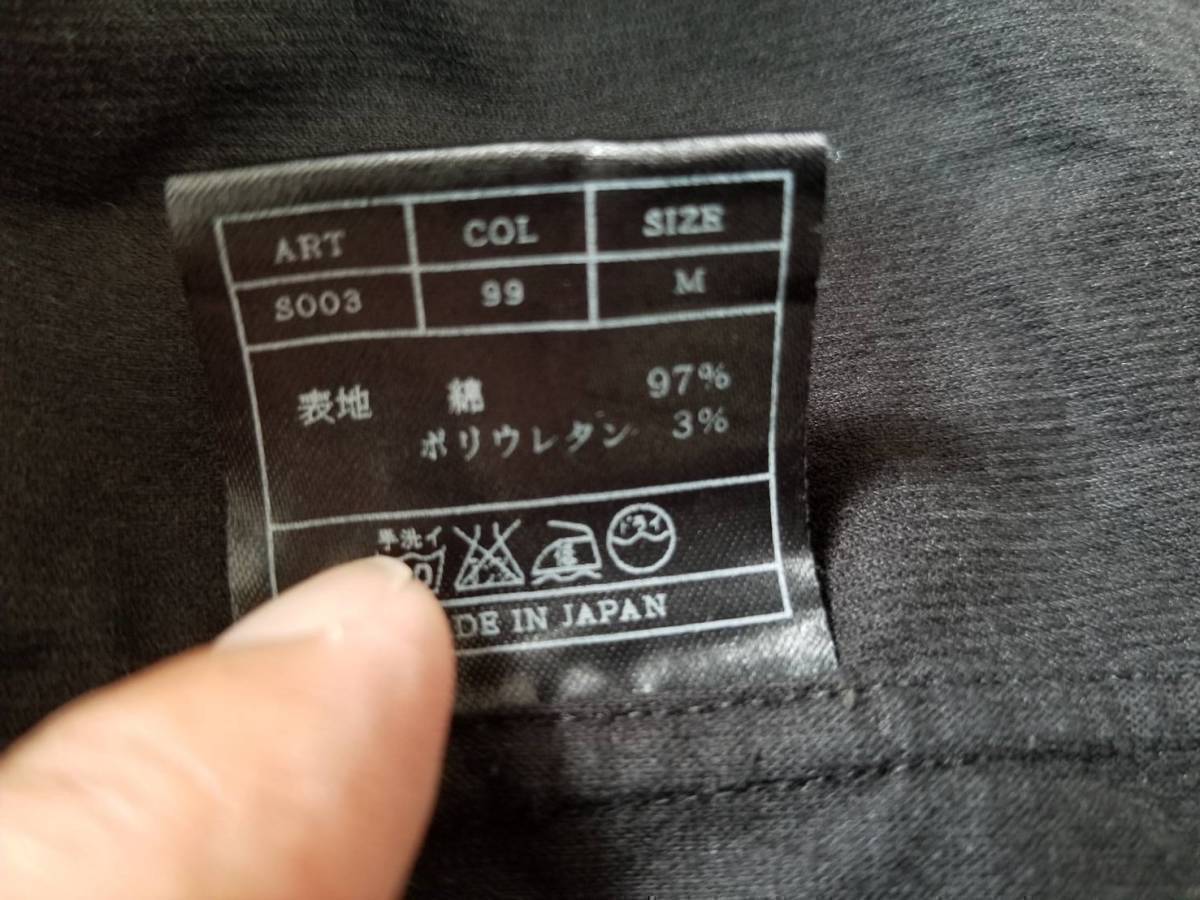 ART COL SIZE
S003 99 M
表地 綿 97%
ポリウレタン 3%
手洗イ
ドライ
DE IN JAPAN